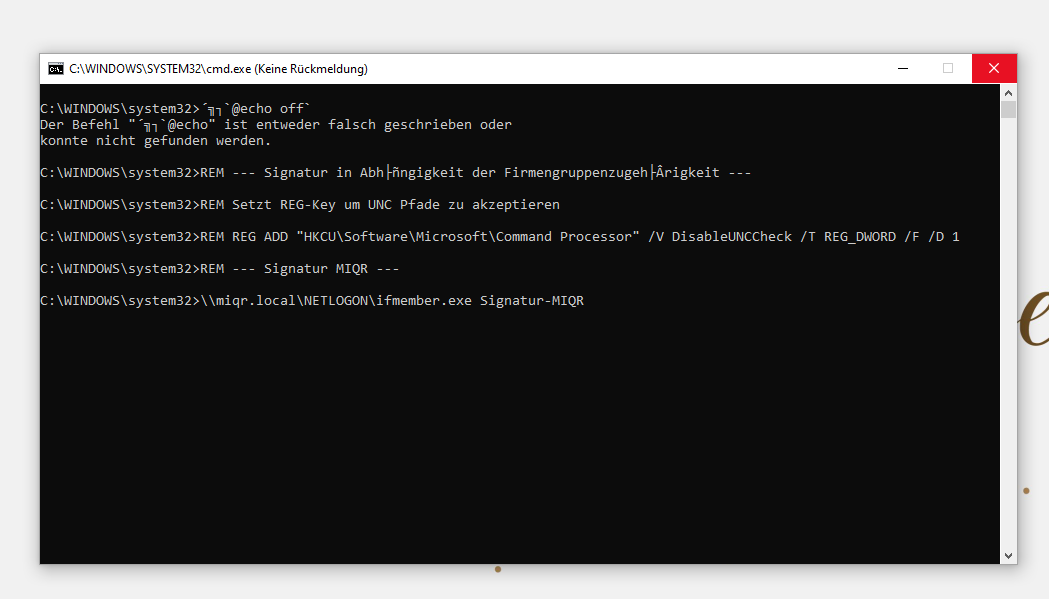 C:\WINDOWS\SYSTEM32\cmd.exe (Keine Rückmeldung)
C:\WINDOWS\system32>´╗┐`@echo off`
Der Befehl "´╗┐`@echo" ist entweder falsch geschrieben oder
konnte nicht gefunden werden.
C:\WINDOWS\system32>REM --- Signatur in Abh├ñngigkeit der Firmengruppenzugeh├Ârigkeit ---
C:\WINDOWS\system32>REM Setzt REG-Key um UNC Pfade zu akzeptieren
C:\WINDOWS\system32>REM REG ADD "HKCU\Software\Microsoft\Command Processor" /V DisableUNCCheck /T REG_DWORD /F /D 1
C:\WINDOWS\system32>REM --- Signatur MIQR ---
C:\WINDOWS\system32>\\miqr.local\NETLOGON\ifmember.exe Signatur-MIQR